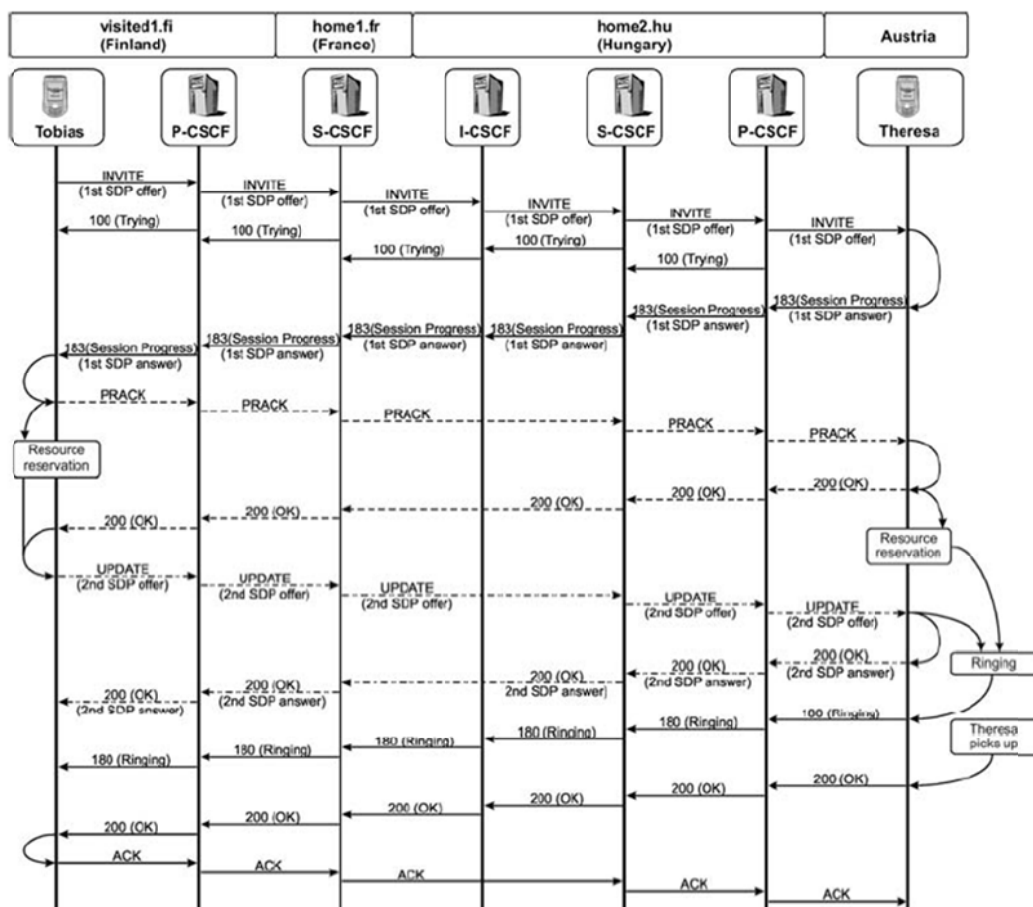 visited1.fi
(Finland)
home1.fr
(France)
home2.hu
(Hungary)
Austria
Tobias
P-CSCF
S-CSCF
I-CSCF
S-CSCF
P-CSCF
Theresa
INVITE
(1st SDP offer)
INVITE
(1st SDP offer)
INVITE
(1st SDP offer)
INVITE
(1st SDP offer)
INVITE
(1st SDP offer)
INVITE
(1st SDP offer)
100 (Trying)
100 (Trying)
100 (Trying)
100 (Trying)
100 (Trying)
183(Session Progress)
(1st SDP answer)
183(Session Progress)
(1st SDP answer)
183(Session Progress)
(1st SDP answer)
183(Session Progress)
(1st SDP answer)
183(Session Progress)
(1st SDP answer)
183(Session Progress)
(1st SDP answer)
PRACK
PRACK
PRACK
PRACK
PRACK
Resource
reservation
200 (OK)
200 (OK)
200 (OK)
200 (OK)
200 (OK)
Resource
reservation
UPDATE
(2nd SDP offer)
UPDATE
(2nd SDP offer)
UPDATE
(2nd SDP offer)
UPDATE
(2nd SDP offer)
UPDATE
(2nd SDP offer)
Ringing
200 (OK)
(2nd SDP answer)
200 (OK)
(2nd SDP answer)
200 (OK)
2nd SDP answer)
200 (OK)
(2nd SDP answer)
200 (OK)
(2nd SDP answer)
100 (Ringing)
180 (Ringing)
180 (Ringing)
180 (Ringing)
180 (Ringing)
180 (Ringing)
Theresa
picks up
200 (OK)
200 (OK)
200 (OK)
200 (OK)
200 (OK)
200 (OK)
ACK
ACK
ACK
ACK
ACK